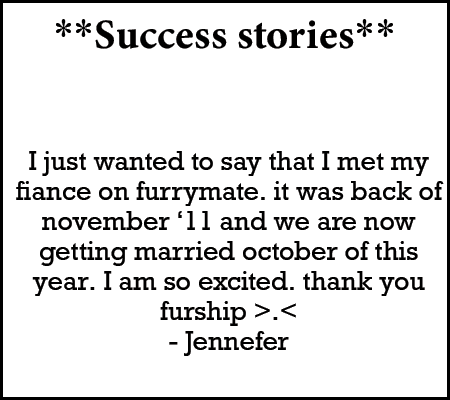 **Success stories**
I just wanted to say that I met my
fiance on furrymate. it was back of
november ‘11 and we are now
getting married october of this
year. I am so excited. thank you
furship >.<
- Jennefer